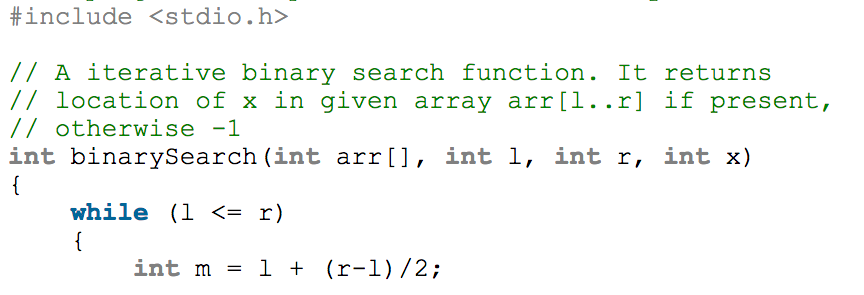 #include <stdio.h>
// A iterative binary search function. It returns
// location of x in given array arr[l..r] if present,
// otherwise -1
int binarySearch(int arr[], int l, int r, int x)
{
while (l <= r)
{
int m = l + (r-l)/2;